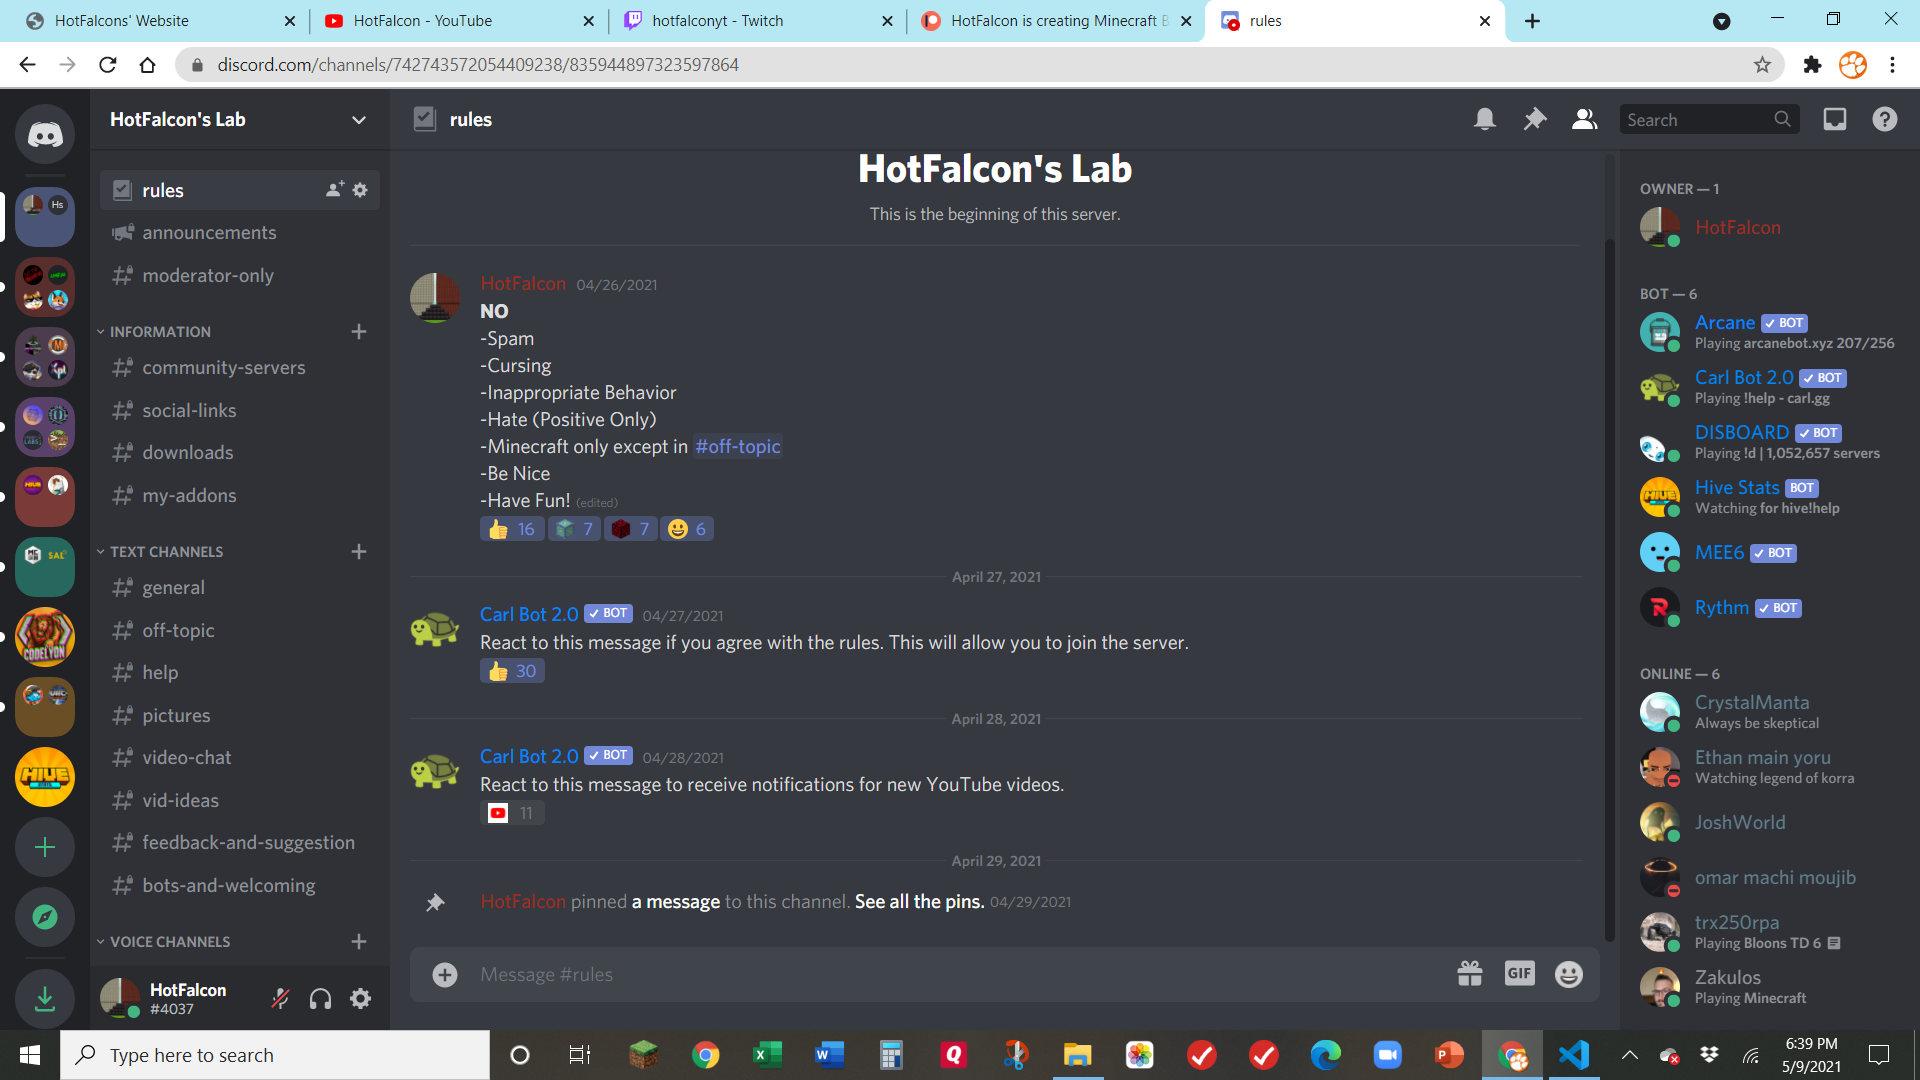 HotFalcons' Website
HotFalcon - YouTube
hotfalconyt - Twitch
HotFalcon is creating Minecraft B
rules
discord.com/channels/742743572054409238/835944897323597864
HotFalcon's Lab
rules
Search
rules
announcements
moderator-only
INFORMATION
community-servers
social-links
downloads
my-addons
TEXT CHANNELS
general
off-topic
help
pictures
video-chat
vid-ideas
feedback-and-suggestion
bots-and-welcoming
VOICE CHANNELS
HotFalcon
#4037
Hs
CODELYON
HIVE
HotFalcon's Lab
This is the beginning of this server.
HotFalcon 04/26/2021
NO
-Spam
-Cursing
-Inappropriate Behavior
-Hate (Positive Only)
-Minecraft only except in #off-topic
-Be Nice
-Have Fun! (edited)
16 7 7 6
April 27, 2021
Carl Bot 2.0 BOT 04/27/2021
React to this message if you agree with the rules. This will allow you to join the server.
30
April 28, 2021
Carl Bot 2.0 BOT 04/28/2021
React to this message to receive notifications for new YouTube videos.
11
April 29, 2021
HotFalcon pinned a message to this channel. See all the pins. 04/29/2021
Message #rules
GIF
OWNER — 1
HotFalcon
BOT — 6
Arcane BOT
Playing arcanebot.xyz 207/256
Carl Bot 2.0 BOT
Playing !help - carl.gg
DISBOARD BOT
Playing !d | 1,052,657 servers
Hive Stats BOT
Watching for hive!help
MEE6 BOT
Rythm BOT
ONLINE — 6
CrystalManta
Always be skeptical
Ethan main yoru
Watching legend of korra
JoshWorld
omar machi moujib
trx250rpa
Playing Bloons TD 6
Zakulos
Playing Minecraft
Type here to search
6:39 PM
5/9/2021